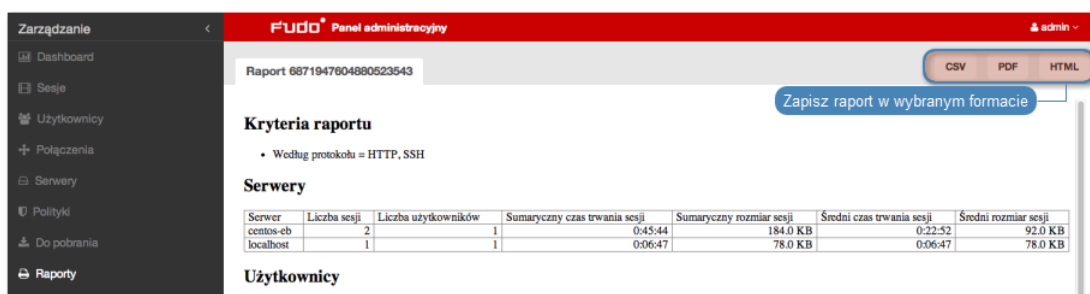 Zarządzanie <
FUDO Panel administracyjny
admin
Dashboard
Sesje
Użytkownicy
Połączenia
Serwery
Polityki
Do pobrania
Raporty
Raport 6871947604880523543
CSV PDF HTML
Zapisz raport w wybranym formacie
Kryteria raportu
• Według protokołu = HTTP, SSH
Serwery
Serwer Liczba sesji Liczba użytkowników Sumaryczny czas trwania sesji Sumaryczny rozmiar sesji Średni czas trwania sesji Średni rozmiar sesji
centos-eb 2 1 0:45:44 184.0 KB 0:22:52 92.0 KB
localhost 1 1 0:06:47 78.0 KB 0:06:47 78.0 KB
Użytkownicy